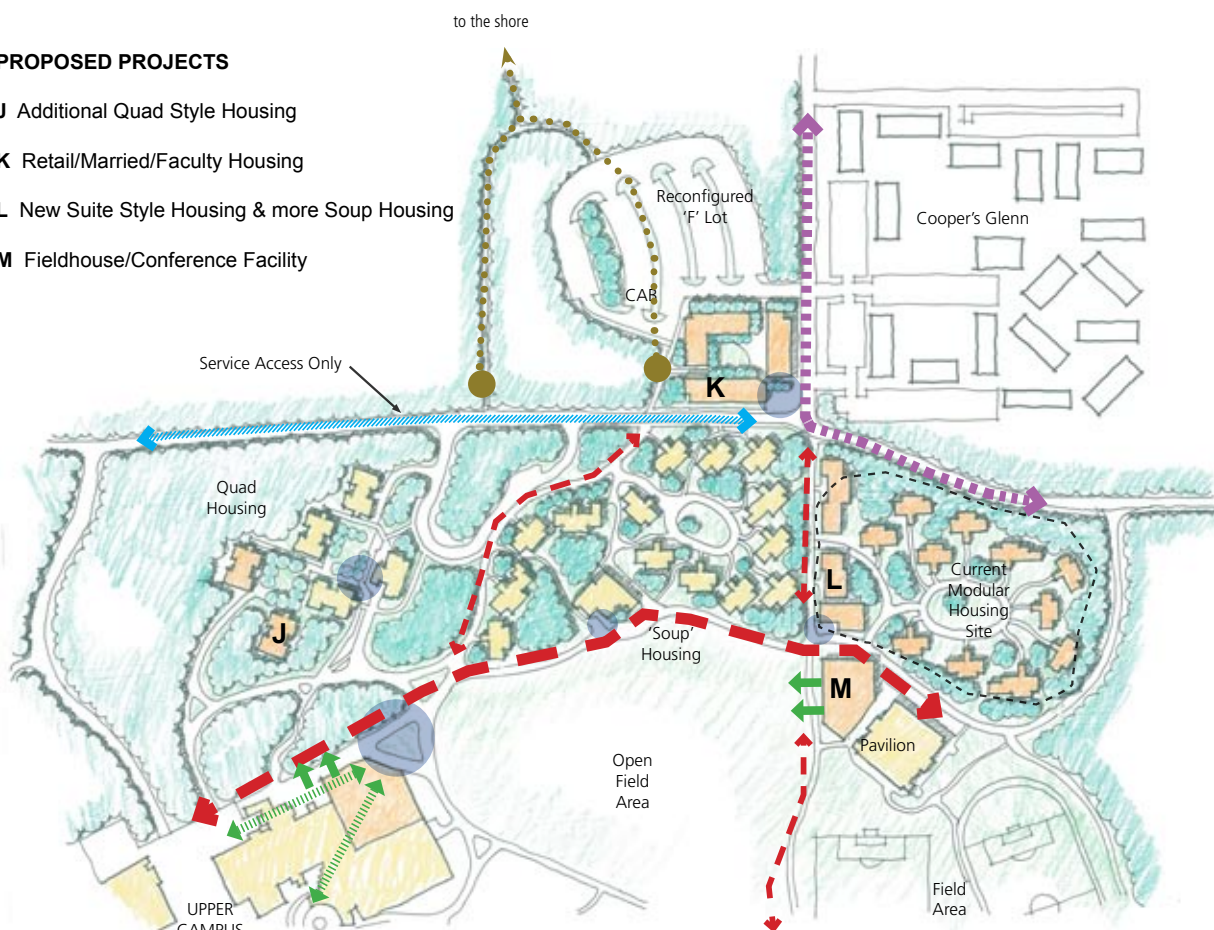 to the shore
PROPOSED PROJECTS
J Additional Quad Style Housing
K Retail/Married/Faculty Housing
L New Suite Style Housing & more Soup Housing
M Fieldhouse/Conference Facility
Reconfigured
'F' Lot
Cooper's Glenn
CAR
Service Access Only
K
Quad
Housing
L
Current
Modular
Housing
Site
J
'Soup'
Housing
M
Pavilion
Open
Field
Area
Field
Area
UPPER
CAMPUS